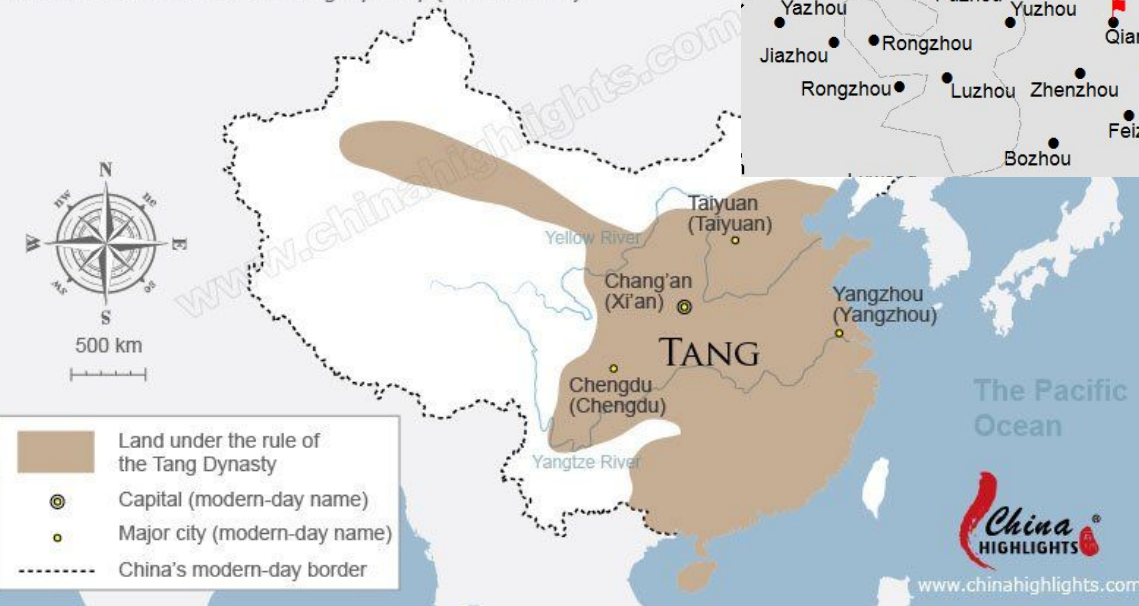 Yazhou
Yuzhou
Jiazhou
Rongzhou
Qian
Rongzhou
Luzhou
Zhenzhou
Feiz
Bozhou
www.chinahighlights.com
N
nw
ne
W
E
sw
se
S
500 km
Taiyuan
(Taiyuan)
Yellow River
Chang'an
(Xi'an)
Yangzhou
(Yangzhou)
TANG
Chengdu
(Chengdu)
The Pacific
Ocean
Yangtze River
Land under the rule of
the Tang Dynasty
Capital (modern-day name)
Major city (modern-day name)
China's modern-day border
China ®
HIGHLIGHTS
www.chinahighlights.com